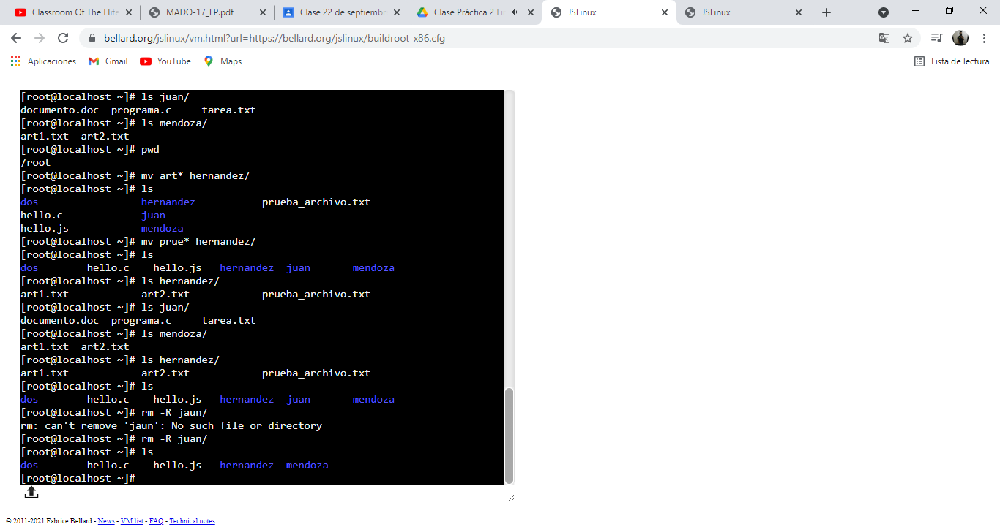 Classroom Of The Elite
MADO-17_FP.pdf
Clase 22 de septiembre
Clase Práctica 2 Lin
JSLinux
JSLinux
bellard.org/jslinux/vm.html?url=https://bellard.org/jslinux/buildroot-x86.cfg
Aplicaciones Gmail YouTube Maps Lista de lectura
[root@localhost ~]# ls juan/
documento.doc programa.c tarea.txt
[root@localhost ~]# ls mendoza/
art1.txt art2.txt
[root@localhost ~]# pwd
/root
[root@localhost ~]# mv art* hernandez/
[root@localhost ~]# ls
dos hernandez prueba_archivo.txt
hello.c juan
hello.js mendoza
[root@localhost ~]# mv prue* hernandez/
[root@localhost ~]# ls
dos hello.c hello.js hernandez juan mendoza
[root@localhost ~]# ls hernandez/
art1.txt art2.txt prueba_archivo.txt
[root@localhost ~]# ls juan/
documento.doc programa.c tarea.txt
[root@localhost ~]# ls mendoza/
art1.txt art2.txt
[root@localhost ~]# ls hernandez/
art1.txt art2.txt prueba_archivo.txt
[root@localhost ~]# ls
dos hello.c hello.js hernandez juan mendoza
[root@localhost ~]# rm -R jaun/
rm: can't remove 'jaun': No such file or directory
[root@localhost ~]# rm -R juan/
[root@localhost ~]# ls
dos hello.c hello.js hernandez mendoza
[root@localhost ~]#
© 2011-2021 Fabrice Bellard - News - VM list - FAQ - Technical notes